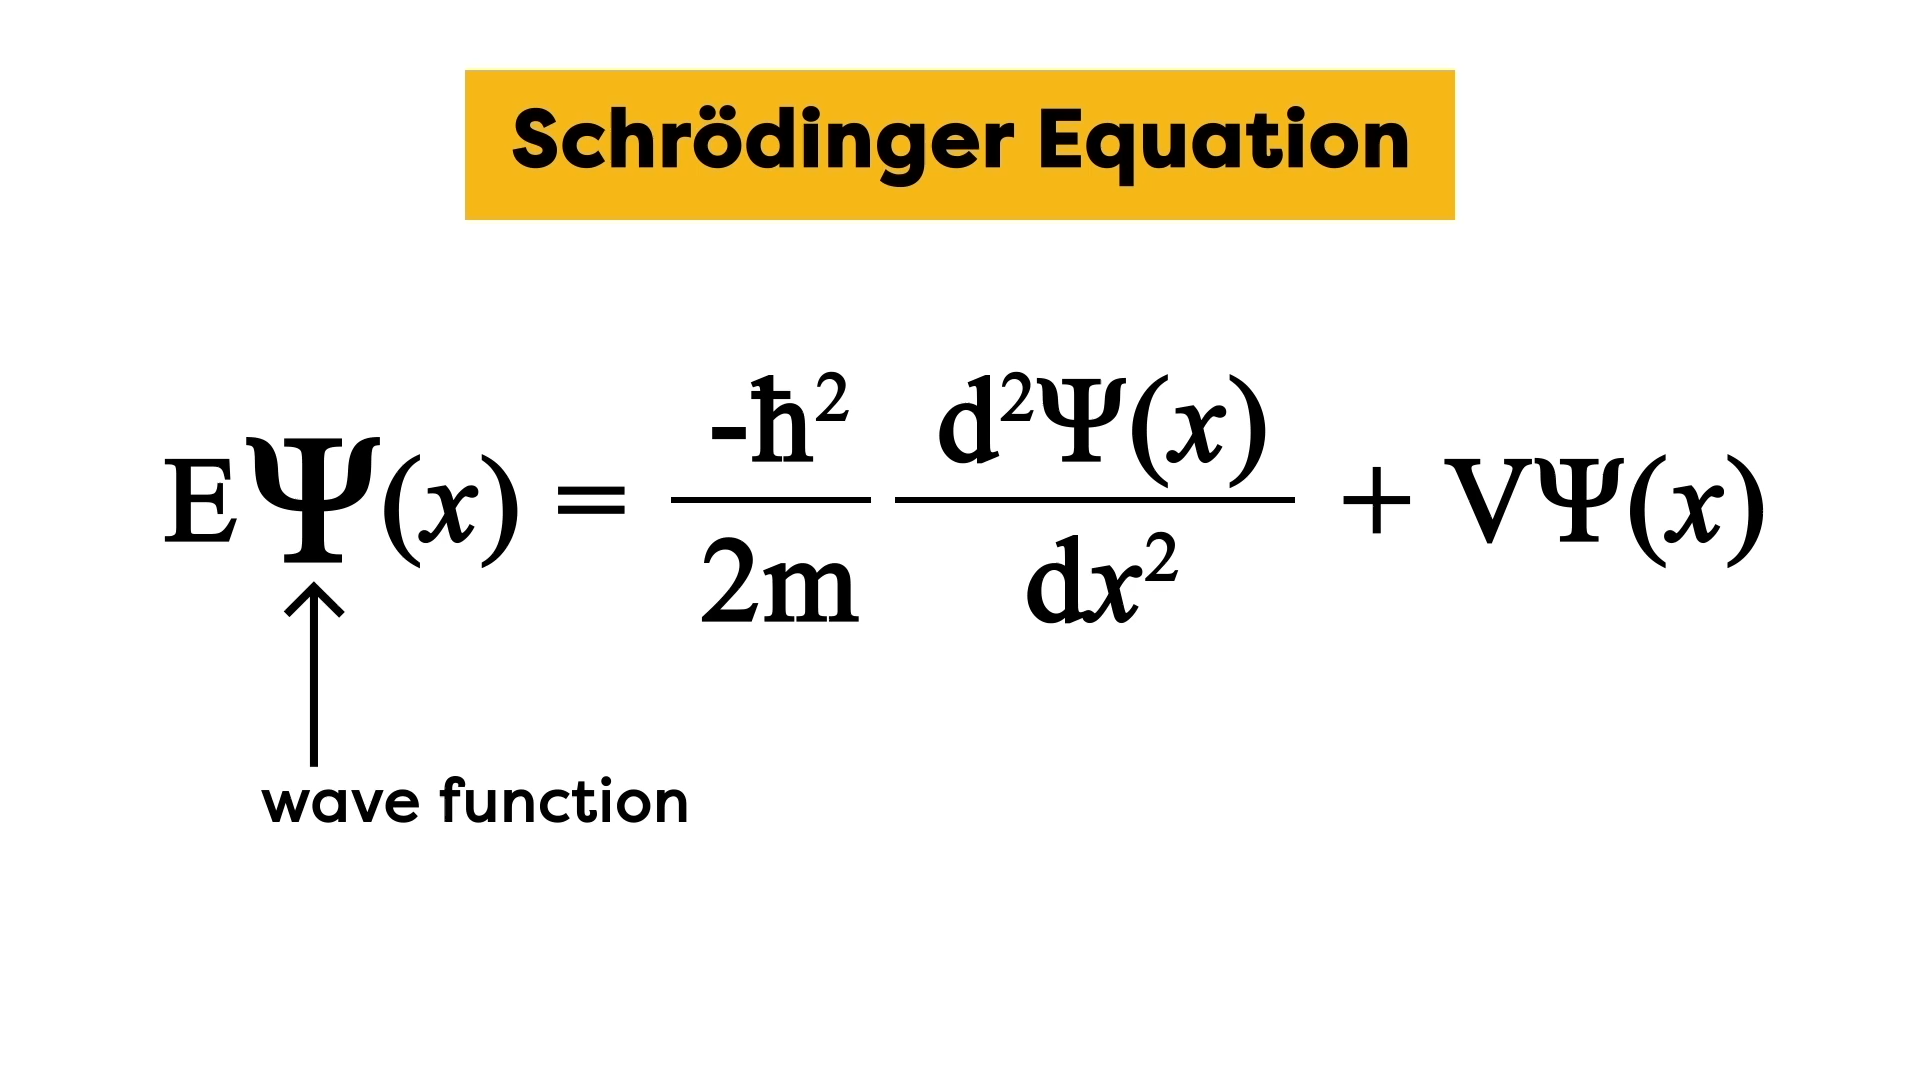 Schrödinger Equation
EΨ(x) = -ħ²/2m d²Ψ(x)/dx² + VΨ(x)
wave function